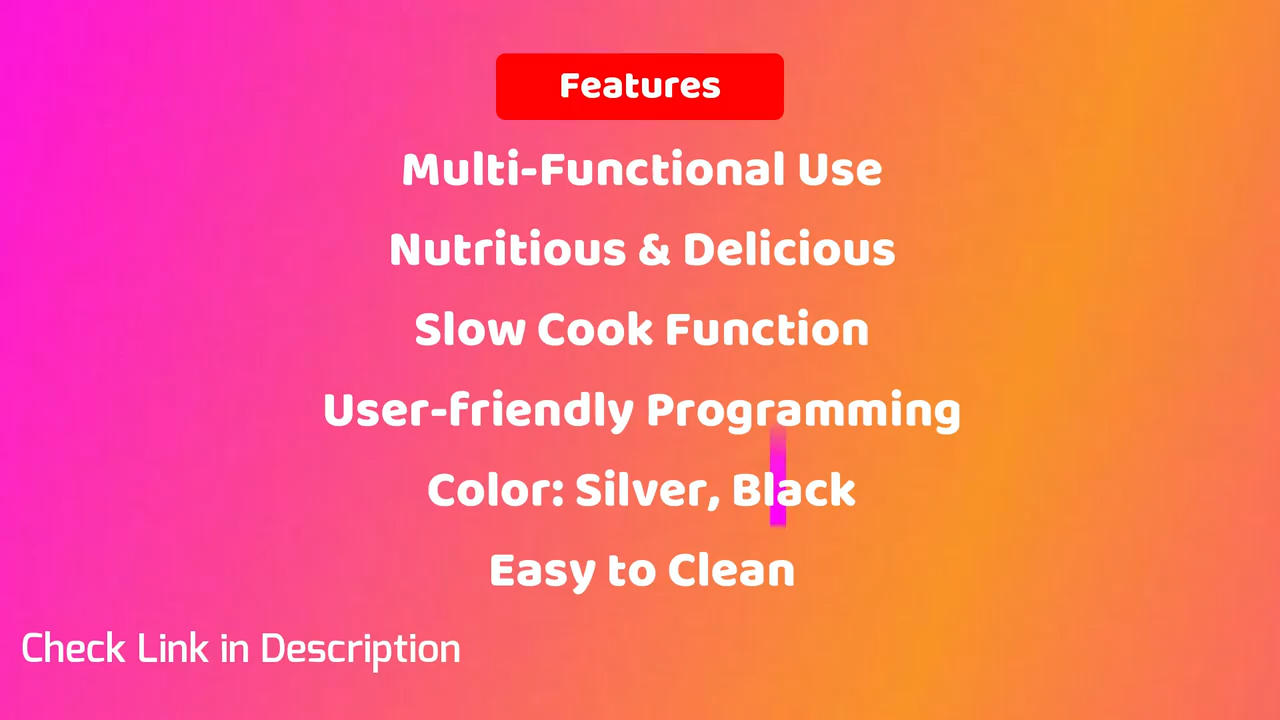 Features
Multi-Functional Use
Nutritious & Delicious
Slow Cook Function
User-friendly Programming
Color: Silver, Black
Easy to Clean
Check Link in Description